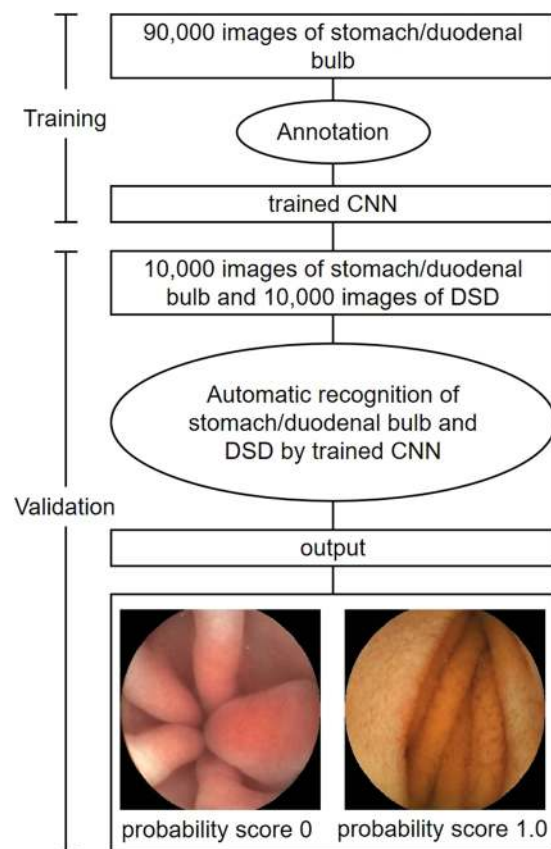 90,000 images of stomach/duodenal
bulb
Training
Annotation
trained CNN
10,000 images of stomach/duodenal
bulb and 10,000 images of DSD
Automatic recognition of
stomach/duodenal bulb and
DSD by trained CNN
Validation
output
probability score 0
probability score 1.0